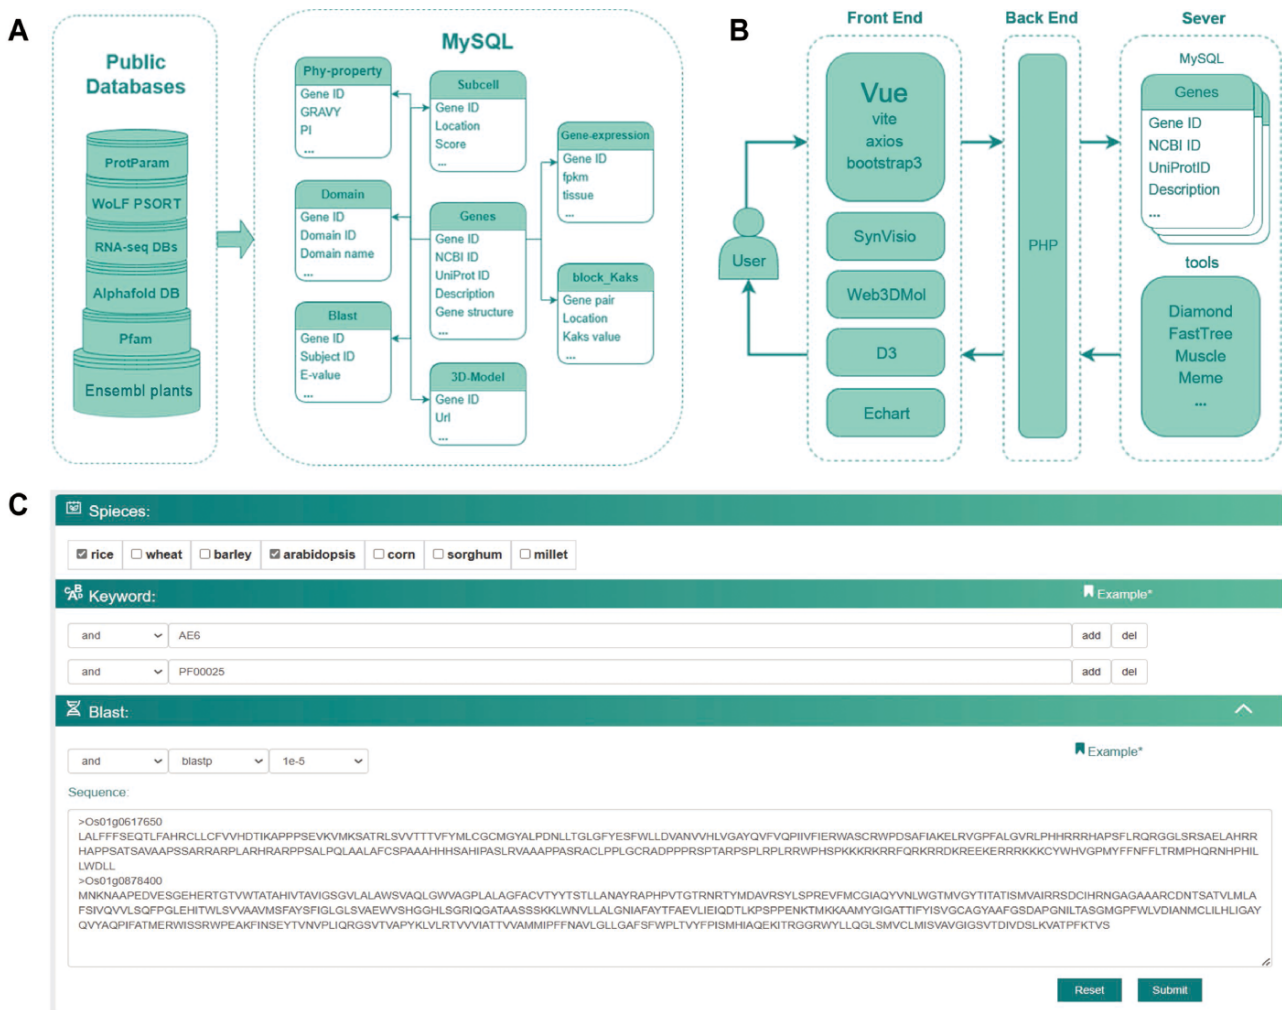 A
Public
Databases
ProtParam
WoLF PSORT
RNA-seq DBs
Alphafold DB
Pfam
Ensembl plants
MySQL
Phy-property
Gene ID
GRAVY
PI
...
Subcell
Gene ID
Location
Score
...
Gene-expression
Gene ID
fpkm
tissue
...
Domain
Gene ID
Domain ID
Domain name
...
Genes
Gene ID
NCBI ID
UniProt ID
Description
Gene structure
...
block_Kaks
Gene pair
Location
Kaks value
...
Blast
Gene ID
Subject ID
E-value
...
3D-Model
Gene ID
Url
...
B
Front End
Back End
Sever
User
Vue
vite
axios
bootstrap3
SynVisio
Web3DMol
D3
Echart
PHP
MySQL
Genes
Gene ID
NCBI ID
UniProtID
Description
...
tools
Diamond
FastTree
Muscle
Meme
...
C
Spieces:
rice wheat barley arabidopsis corn sorghum millet
Keyword: Example*
and AE6 add del
and PF00025 add del
Blast:
and blastp 1e-5 Example*
Sequence:
>Os01g0617650
LALFFFSEQTLFAHRCLLCFVVHDTIKAPPPSEVKVMKSATRLSVVTTTVFYMLCGCMGYALPDNLLTGLGFYESFWLLDVANVVHLVGAYQVFVQPIIVFIERWASCRWPDSAFIAKELRVGPFALGVRLPHHRRRHAPSFLRQRGGLSRSAELAHRR
HAPPSATSAVAAPSSARRARPLARHRARPPSALPQLAALAFCSPAAAHHHSAHIPASLRVAAAPPASRACLPPLGCRADPPPRSPTARPSPLRPLRRWPHSPKKKRKRRFQRKRRDKREEKERRRKKKCYWHVGPMYFFNFFLTRMPHQRNHPHIL
LWDLL
>Os01g0878400
MNKNAAPEDVESGEHERTGTVWTATAHIVTAVIGSGVLALAWSVAQLGWVAGPLALAGFACVTYYTSTLLANAYRAPHPVTGTRNRTYMDAVRSYLSPREVFMCGIAQYVNLWGTMVGYTITATISMVAIRRSDCIHRNGAGAAARCDNTSATVLMLA
FSIVQVVLSQFPGLEHITWLSVVAAVMSFAYSFIGLGLSVAEWVSHGGHLSGRIQGATAASSSKKLWNVLLALGNIAFAYTFAEVLIEIQDTLKPSPPENKTMKKAAMYGIGATTIFYISVGCAGYAAFGSDAPGNILTASGMGPFWLVDIANMCLILHLIGAY
QVYAQPIFATMERWISSRWPEAKFINSEYTVNVPLIQRGSVTVAPYKLVLRTVVVIATTVVAMMIPFFNAVLGLLGAFSFWPLTVYFPISMHIAQEKITRGGRWYLLQGLSMVCLMISVAVGIGSVTDIVDSLKVATPFKTVS
Reset Submit